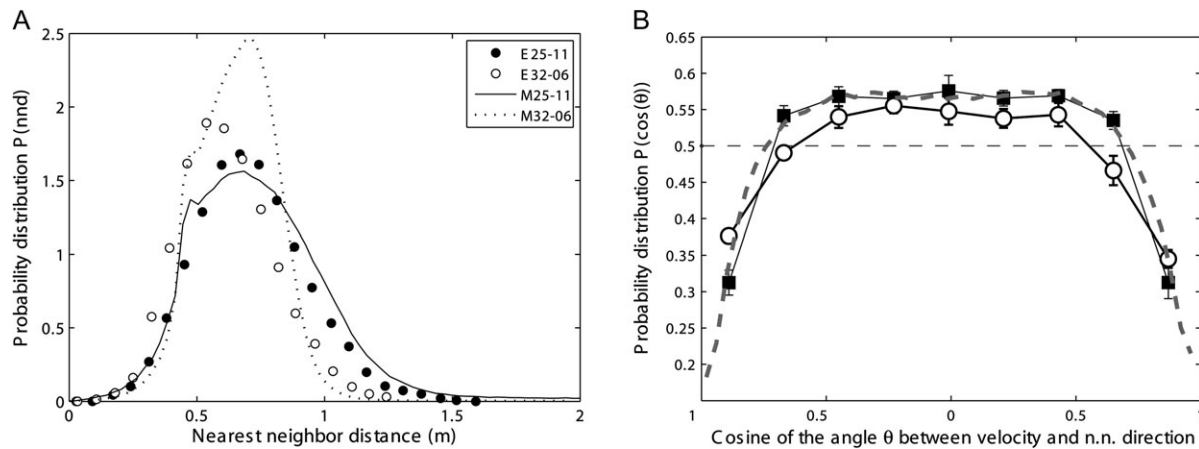 A
Probability distribution P (nnd)
2.5
2
1.5
1
0.5
0
0
0.5
1
1.5
2
Nearest neighbor distance (m)
E25-11
E32-06
M25-11
M32-06
B
Probability distribution P (cos(θ))
0.65
0.6
0.55
0.5
0.45
0.4
0.35
0.3
0.25
0.2
1
0.5
0
0.5
1
Cosine of the angle θ between velocity and n.n. direction